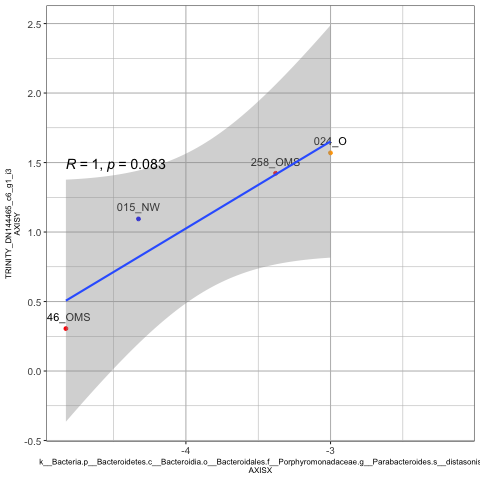 2.5
2.0
1.5
1.0
0.5
0.0
-0.5
TRINITY_DN144465_c6_g1_i3
AXISY
R = 1, p = 0.083
024_O
258_OMS
015_NW
46_OMS
-4
-3
k__Bacteria.p__Bacteroidetes.c__Bacteroidia.o__Bacteroidales.f__Porphyromonadaceae.g__Parabacteroides.s__distasonis
AXISX